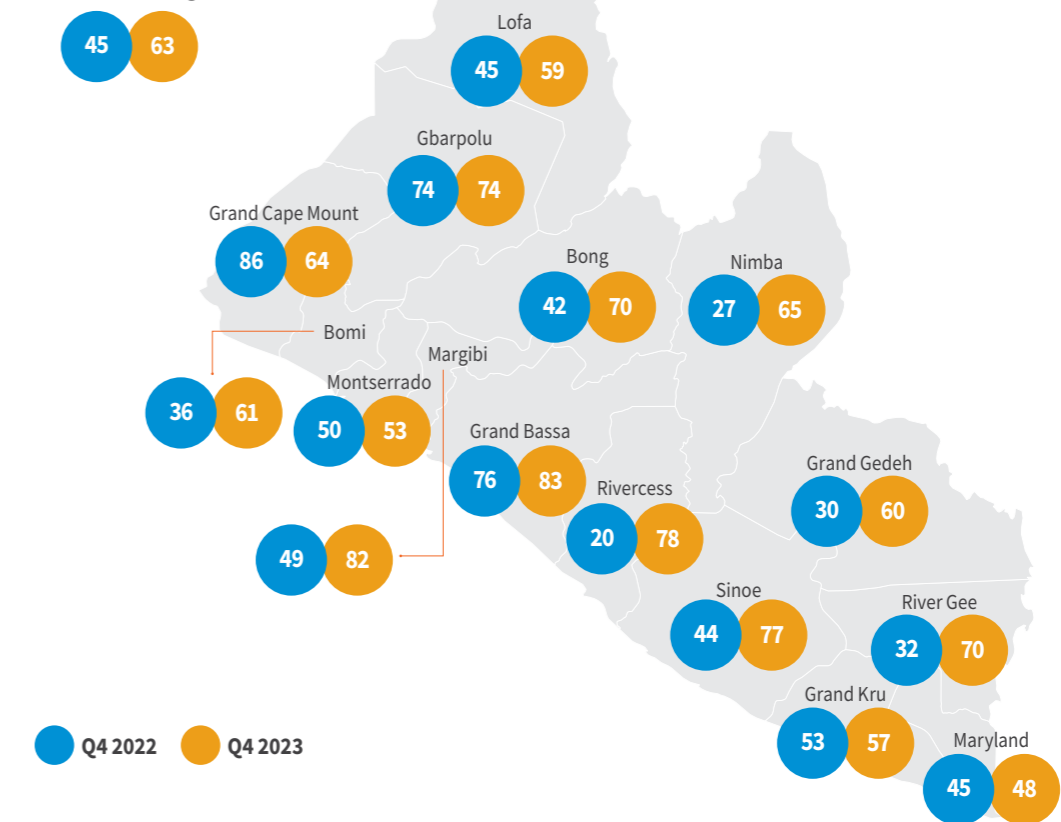 45 63
Lofa
45 59
Gbarpolu
74 74
Grand Cape Mount
86 64
Bong
42 70
Nimba
27 65
Bomi
36 61
Margibi
49 82
Montserrado
50 53
Grand Bassa
76 83
Rivercess
20 78
Grand Gedeh
30 60
Sinoe
44 77
River Gee
32 70
Grand Kru
53 57
Maryland
45 48
Q4 2022 Q4 2023